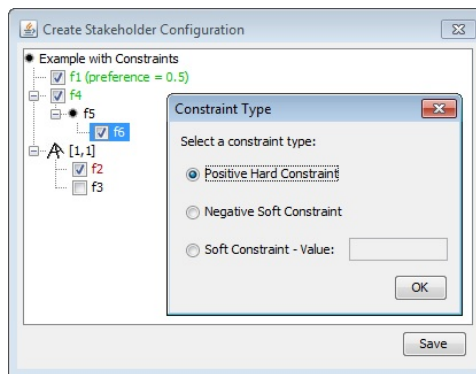 Create Stakeholder Configuration
Example with Constraints
f1 (preference = 0.5)
f4
f5
f6
[1,1]
f2
f3
Constraint Type
Select a constraint type:
Positive Hard Constraint
Negative Soft Constraint
Soft Constraint - Value:
OK
Save